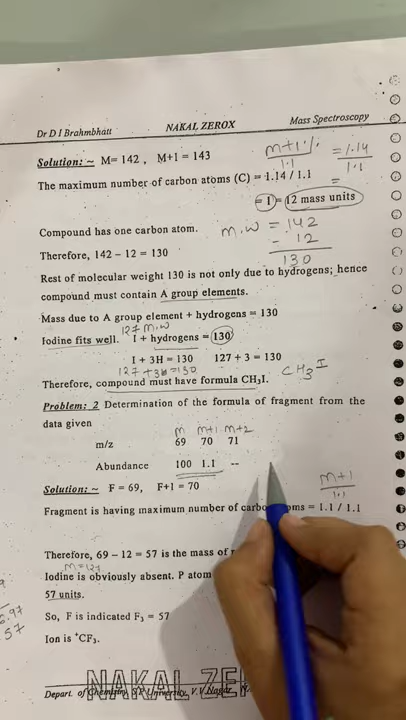 Dr D I Brahmbhatt NAKAL ZEROX Mass Spectroscopy
Solution: ~ M= 142 , M+1 = 143
m+1% / 1.1 = 1.14 / 1.1
The maximum number of carbon atoms (C) = 1.14 / 1.1
=
= 1 = 12 mass units
Compound has one carbon atom.
M.W = 142
- 12
130
Therefore, 142 − 12 = 130
Rest of molecular weight 130 is not only due to hydrogens; hence
compound must contain A group elements.
Mass due to A group element + hydrogens = 130
127 M.W
Iodine fits well. I + hydrogens = 130
I + 3H = 130 127 + 3 = 130
127 + 3H = 130
CH3I
Therefore, compound must have formula CH3I.
Problem: 2 Determination of the formula of fragment from the
data given
M M+1 M+2
m/z 69 70 71
Abundance 100 1.1 --
Solution: ~ F = 69, F+1 = 70
m+1 / 1.1
Fragment is having maximum number of carbo oms = 1.1 / 1.1
Therefore, 69 − 12 = 57 is the mass of
M = 127
Iodine is obviously absent. P atom
57 units.
57
So, F is indicated F3 = 57
Ion is +CF3.
NAKAL ZE
Depart. of Chemistry, S.P University, V.V Nagar